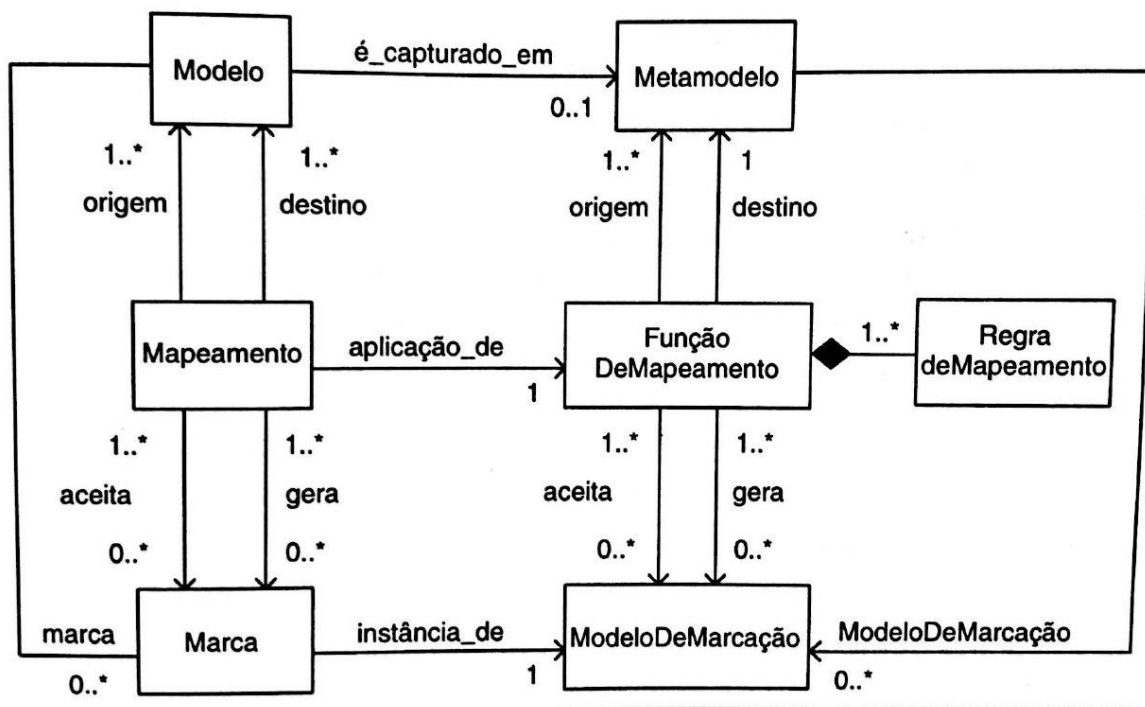 Modelo
é_capturado_em
0..1
Metamodelo
1..*
origem
1..*
destino
1..*
origem
1
destino
Mapeamento
aplicação_de
1
Função
DeMapeamento
1..*
Regra
deMapeamento
1..*
aceita
0..*
1..*
gera
0..*
1..*
aceita
0..*
1..*
gera
0..*
marca
0..*
Marca
instância_de
1
ModeloDeMarcação
ModeloDeMarcação
0..*